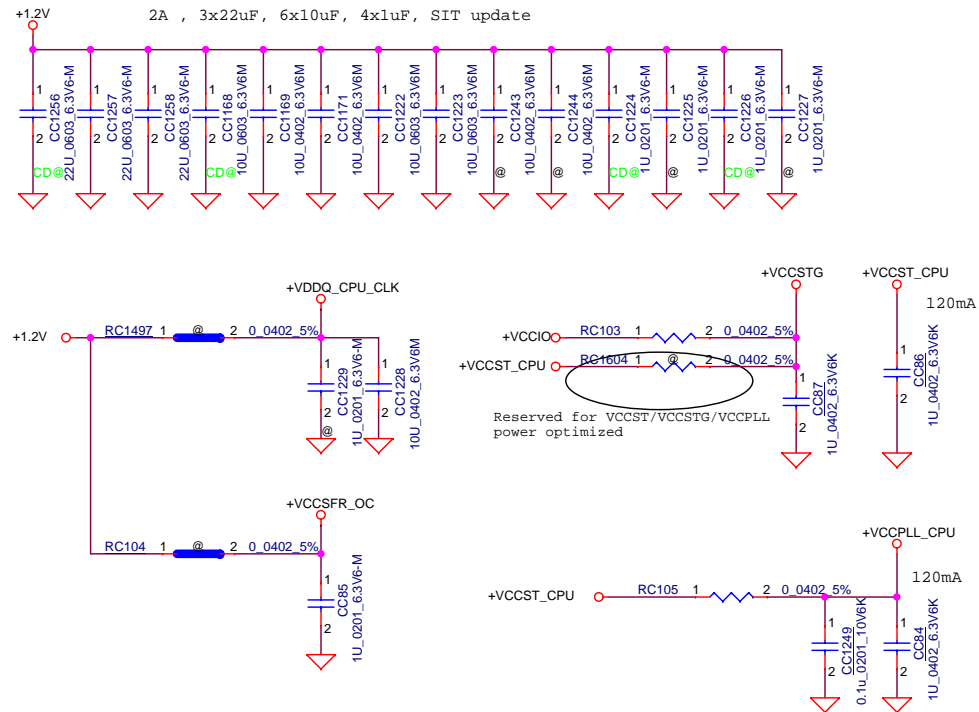 2A , 3x22uF, 6x10uF, 4x1uF, SIT update
+1.2V
1
2
CC1256
22U_0603_6.3V6-M
CD@
1
2
CC1257
22U_0603_6.3V6-M
1
2
CC1258
22U_0603_6.3V6-M
1
2
CC1168
10U_0603_6.3V6M
CD@
1
2
CC1169
10U_0402_6.3V6M
1
2
CC1171
10U_0402_6.3V6M
1
2
CC1222
10U_0603_6.3V6M
1
2
CC1223
10U_0603_6.3V6M
1
2
CC1243
10U_0402_6.3V6M
@
1
2
CC1244
10U_0402_6.3V6M
@
1
2
CC1224
1U_0201_6.3V6-M
CD@
1
2
CC1225
1U_0201_6.3V6-M
@
1
2
CC1226
1U_0201_6.3V6-M
CD@
1
2
CC1227
1U_0201_6.3V6-M
@
+VDDQ_CPU_CLK
+1.2V
RC1497 1 @ 2 0_0402_5%
1
2
CC1229
1U_0201_6.3V6-M
@
1
2
CC1228
10U_0402_6.3V6M
+VCCSFR_OC
RC104 1 @ 2 0_0402_5%
1
2
CC85
1U_0201_6.3V6-M
+VCCSTG
+VCCIO
RC103 1 2 0_0402_5%
+VCCST_CPU
RC1604 1 @ 2 0_0402_5%
1
2
CC87
1U_0402_6.3V6K
Reserved for VCCST/VCCSTG/VCCPLL
power optimized
+VCCST_CPU
120mA
1
2
CC86
1U_0402_6.3V6K
+VCCPLL_CPU
120mA
+VCCST_CPU
RC105 1 2 0_0402_5%
1
2
CC1249
0.1u_0201_10V6K
1
2
CC84
1U_0402_6.3V6K